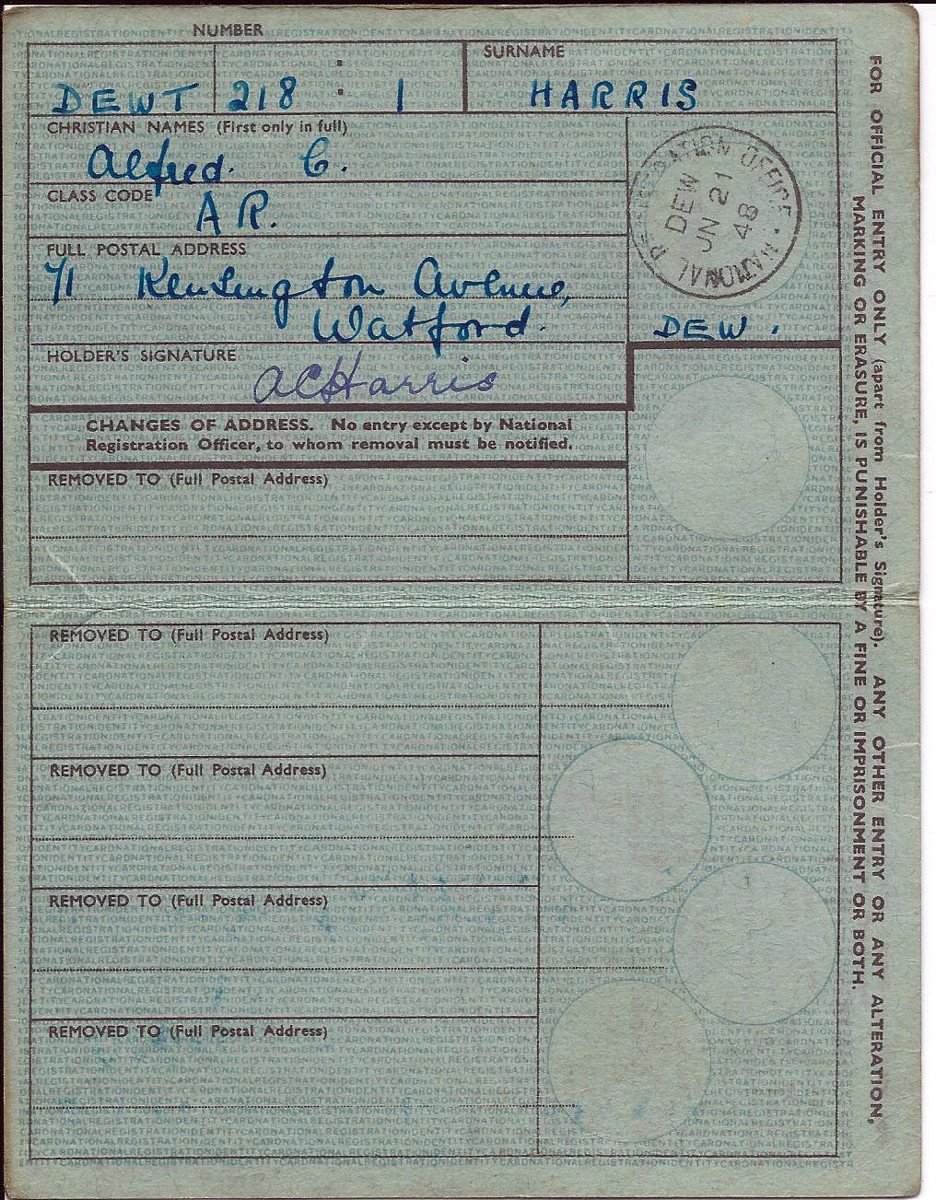 NUMBER
SURNAME
DEWT 218 : 1 HARRIS
CHRISTIAN NAMES (First only in full)
Alfred. C.
CLASS CODE
A R.
FULL POSTAL ADDRESS
71 Kensington Avenue,
Watford.
NATIONAL REGISTRATION OFFICE
DEW
JN 21
48
DEW.
HOLDER'S SIGNATURE
ACHarris
CHANGES OF ADDRESS. No entry except by National
Registration Officer, to whom removal must be notified.
REMOVED TO (Full Postal Address)
REMOVED TO (Full Postal Address)
REMOVED TO (Full Postal Address)
REMOVED TO (Full Postal Address)
REMOVED TO (Full Postal Address)
FOR OFFICIAL ENTRY ONLY (apart from Holder's Signature). ANY OTHER ENTRY OR ANY ALTERATION,
MARKING OR ERASURE, IS PUNISHABLE BY A FINE OR IMPRISONMENT OR BOTH.